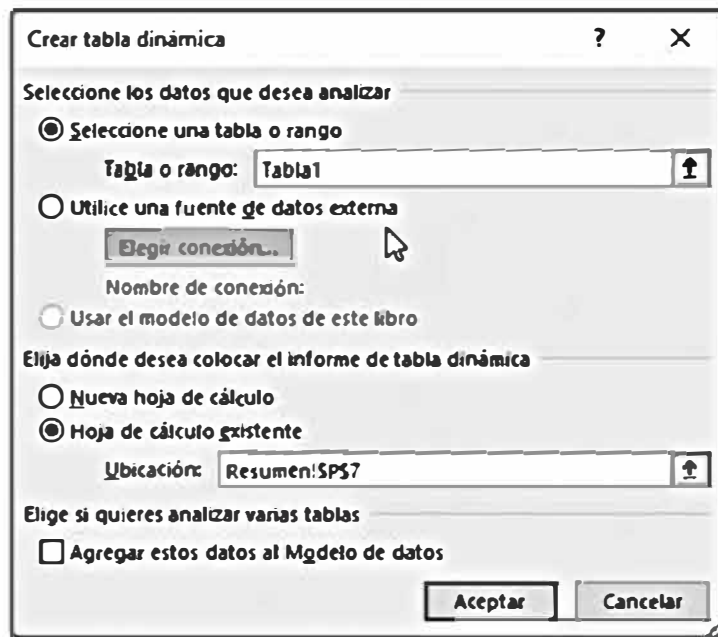 Crear tabla dinámica ? X
Seleccione los datos que desea analizar
Seleccione una tabla o rango
Tabla o rango: Tabla1
Utilice una fuente de datos externa
Elegir conexión...
Nombre de conexión:
Usar el modelo de datos de este libro
Elija dónde desea colocar el informe de tabla dinámica
Nueva hoja de cálculo
Hoja de cálculo existente
Ubicación: Resumen!$P$7
Elige si quieres analizar varias tablas
Agregar estos datos al Modelo de datos
Aceptar Cancelar